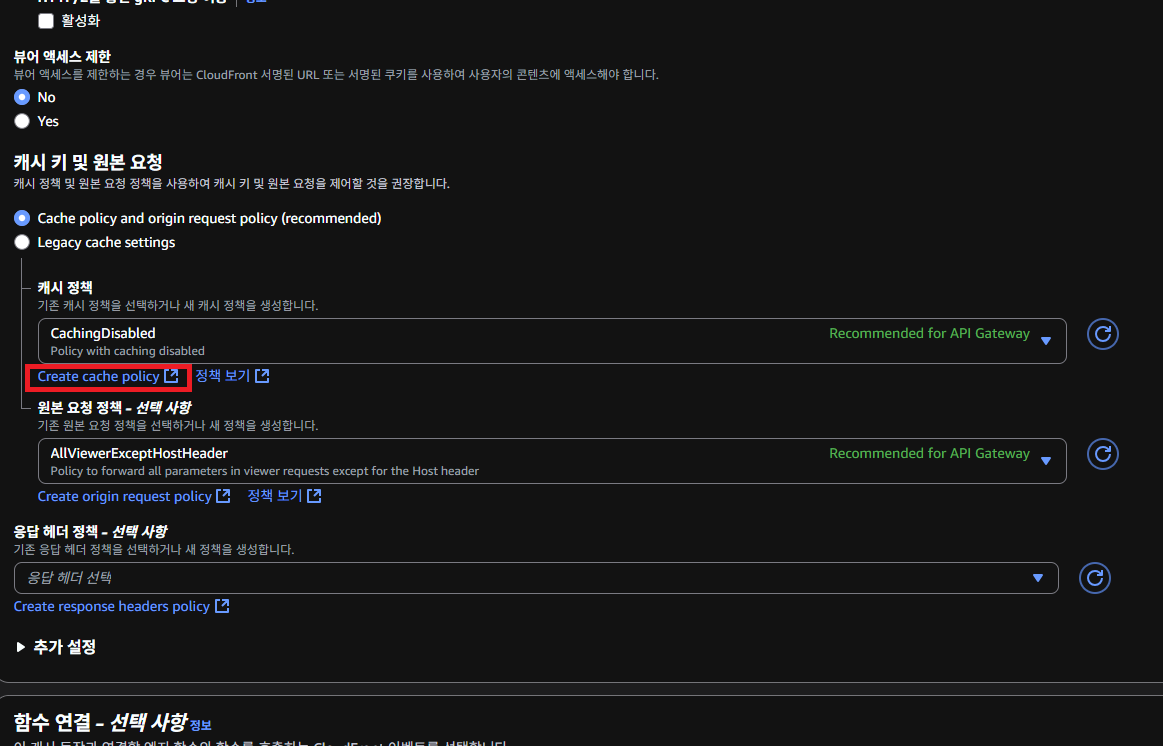 활성화
뷰어 액세스 제한
뷰어 액세스를 제한하는 경우 뷰어는 CloudFront 서명된 URL 또는 서명된 쿠키를 사용하여 사용자의 콘텐츠에 액세스해야 합니다.
No
Yes
캐시 키 및 원본 요청
캐시 정책 및 원본 요청 정책을 사용하여 캐시 키 및 원본 요청을 제어할 것을 권장합니다.
Cache policy and origin request policy (recommended)
Legacy cache settings
캐시 정책
기존 캐시 정책을 선택하거나 새 캐시 정책을 생성합니다.
CachingDisabled
Recommended for API Gateway
Policy with caching disabled
Create cache policy 정책 보기
원본 요청 정책 - 선택 사항
기존 원본 요청 정책을 선택하거나 새 정책을 생성합니다.
AllViewerExceptHostHeader
Recommended for API Gateway
Policy to forward all parameters in viewer requests except for the Host header
Create origin request policy 정책 보기
응답 헤더 정책 - 선택 사항
기존 응답 헤더 정책을 선택하거나 새 정책을 생성합니다.
응답 헤더 선택
Create response headers policy
추가 설정
함수 연결 - 선택 사항 정보